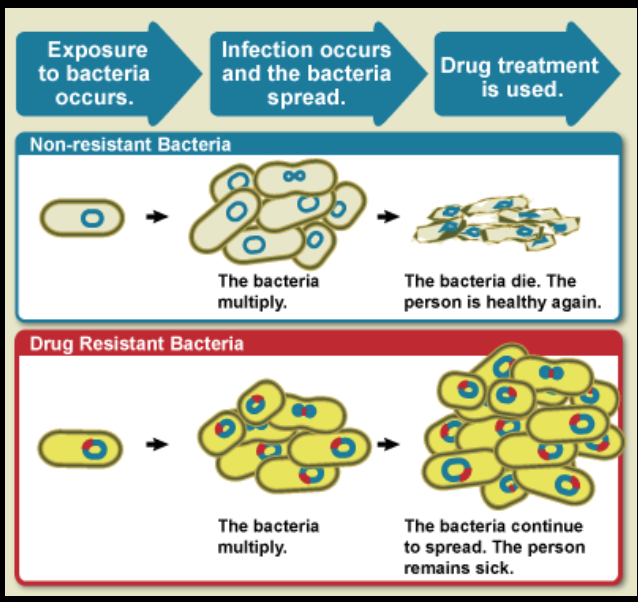 Exposure
to bacteria
occurs.
Infection occurs
and the bacteria
spread.
Drug treatment
is used.
Non-resistant Bacteria
The bacteria
multiply.
The bacteria die. The
person is healthy again.
Drug Resistant Bacteria
The bacteria
multiply.
The bacteria continue
to spread. The person
remains sick.